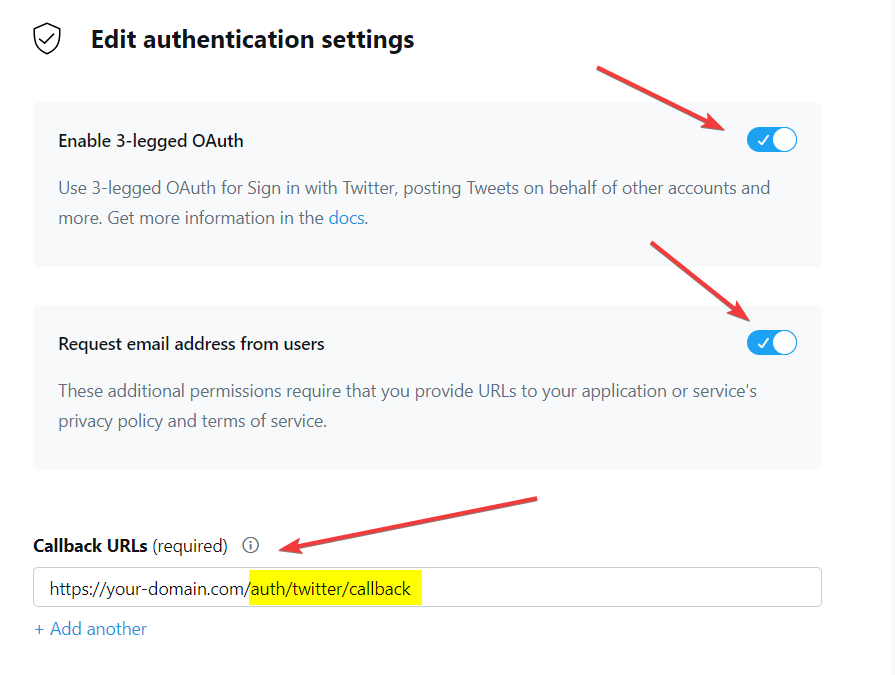 Edit authentication settings
Enable 3-legged OAuth
Use 3-legged OAuth for Sign in with Twitter, posting Tweets on behalf of other accounts and
more. Get more information in the docs.
Request email address from users
These additional permissions require that you provide URLs to your application or service's
privacy policy and terms of service.
Callback URLs (required)
https://your-domain.com/auth/twitter/callback
+ Add another